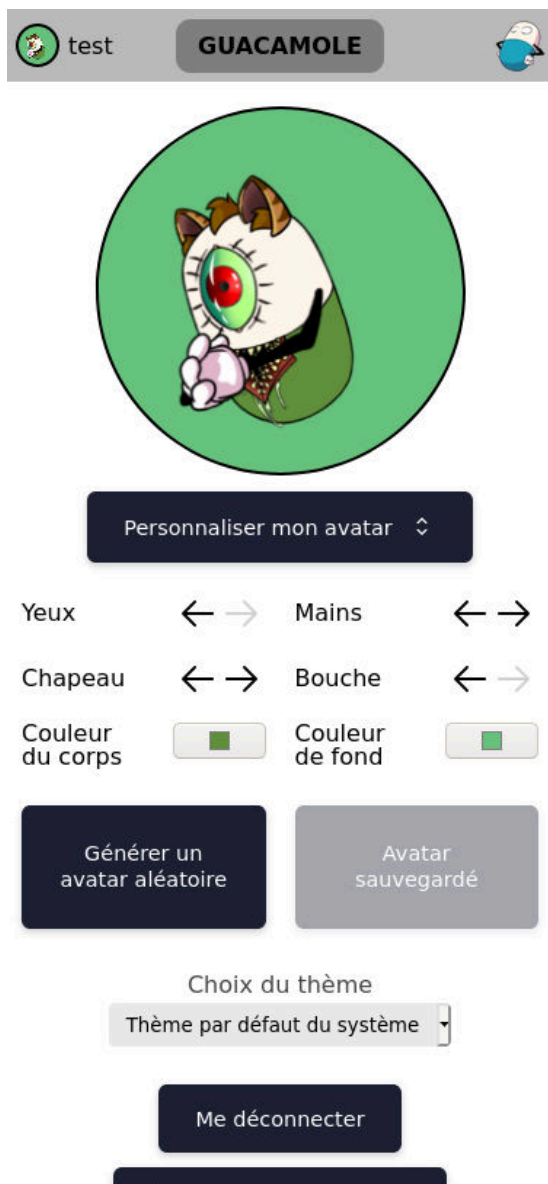 test
GUACAMOLE
Personnaliser mon avatar
Yeux
Mains
Chapeau
Bouche
Couleur
du corps
Couleur
de fond
Générer un
avatar aléatoire
Avatar
sauvegardé
Choix du thème
Thème par défaut du système
Me déconnecter